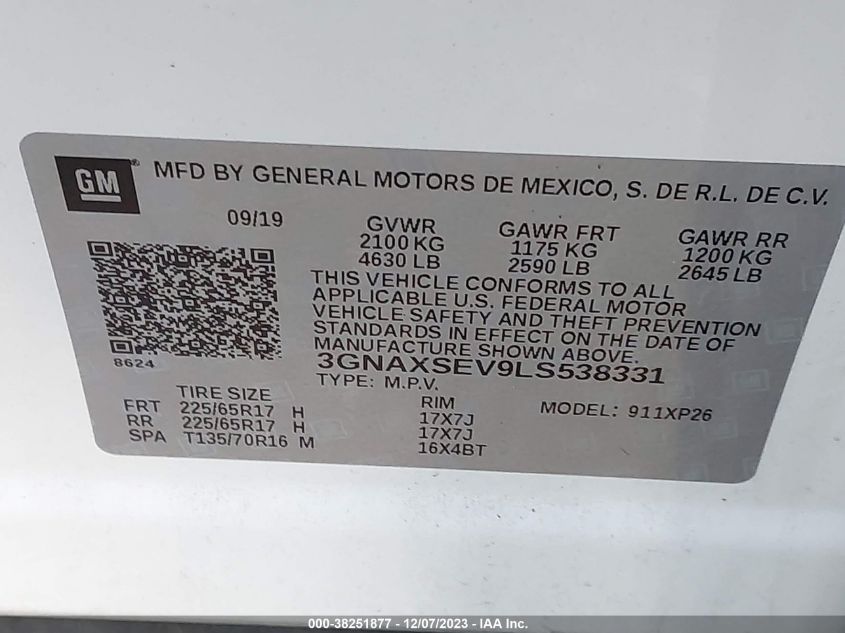 GM ® MFD BY GENERAL MOTORS DE MEXICO, S. DE R.L. DE C.V.
09/19 GVWR GAWR FRT GAWR RR
2100 KG 1175 KG 1200 KG
4630 LB 2590 LB 2645 LB
THIS VEHICLE CONFORMS TO ALL
APPLICABLE U.S. FEDERAL MOTOR
VEHICLE SAFETY AND THEFT PREVENTION
STANDARDS IN EFFECT ON THE DATE OF
MANUFACTURE SHOWN ABOVE.
8624 3GNAXSEV9LS538331
TYPE: M.P.V.
TIRE SIZE RIM MODEL: 911XP26
FRT 225/65R17 H 17X7J
RR 225/65R17 H 17X7J
SPA T135/70R16 M 16X4BT
000-38251877 - 12/07/2023 - IAA Inc.